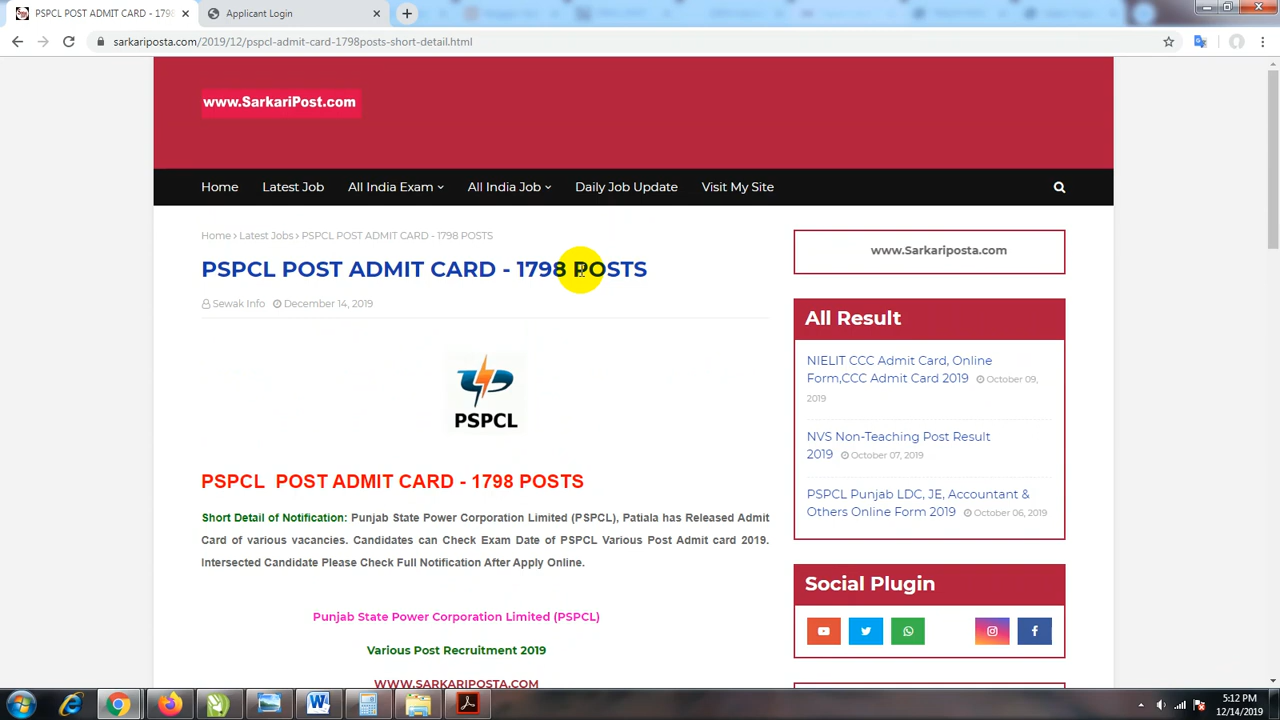 PSPCL POST ADMIT CARD - 1798
Applicant Login
sarkariposta.com/2019/12/pspcl-admit-card-1798posts-short-detail.html
www.SarkariPost.com
Home
Latest Job
All India Exam
All India Job
Daily Job Update
Visit My Site
Home › Latest Jobs › PSPCL POST ADMIT CARD - 1798 POSTS
PSPCL POST ADMIT CARD - 1798 POSTS
Sewak Info December 14, 2019
PSPCL
PSPCL POST ADMIT CARD - 1798 POSTS
Short Detail of Notification: Punjab State Power Corporation Limited (PSPCL), Patiala has Released Admit
Card of various vacancies. Candidates can Check Exam Date of PSPCL Various Post Admit card 2019.
Intersected Candidate Please Check Full Notification After Apply Online.
Punjab State Power Corporation Limited (PSPCL)
Various Post Recruitment 2019
WWW.SARKARIPOSTA.COM
www.Sarkariposta.com
All Result
NIELIT CCC Admit Card, Online
Form,CCC Admit Card 2019 October 09,
2019
NVS Non-Teaching Post Result
2019 October 07, 2019
PSPCL Punjab LDC, JE, Accountant &
Others Online Form 2019 October 06, 2019
Social Plugin
5:12 PM
12/14/2019